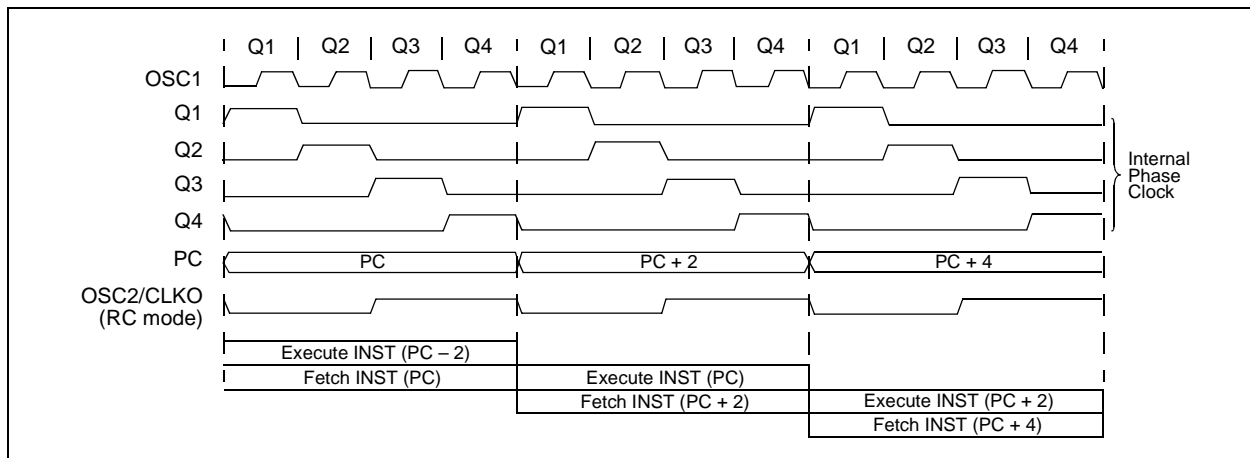 Q1 Q2 Q3 Q4 Q1 Q2 Q3 Q4 Q1 Q2 Q3 Q4
OSC1
Q1
Q2
Q3
Q4
Internal
Phase
Clock
PC PC PC + 2 PC + 4
OSC2/CLKO
(RC mode)
Execute INST (PC – 2)
Fetch INST (PC) Execute INST (PC)
Fetch INST (PC + 2) Execute INST (PC + 2)
Fetch INST (PC + 4)